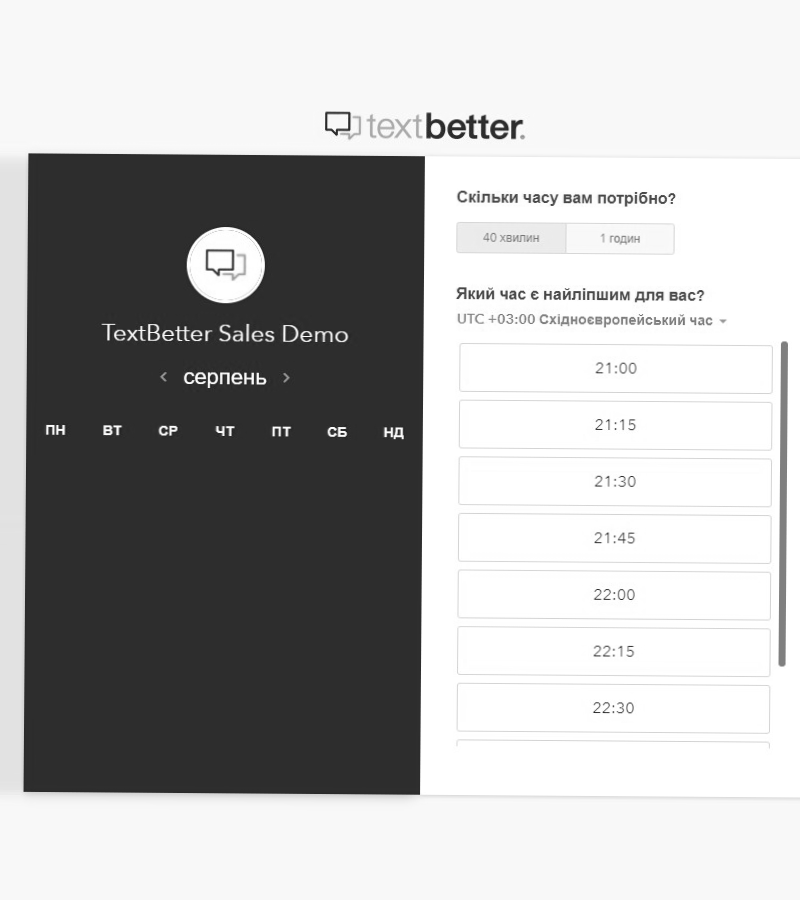 textbetter.
TextBetter Sales Demo
серпень
ПН ВТ СР ЧТ ПТ СБ НД
Скільки часу вам потрібно?
40 хвилин 1 годин
Який час є найліпшим для вас?
UTC +03:00 Східноєвропейський час
21:00
21:15
21:30
21:45
22:00
22:15
22:30